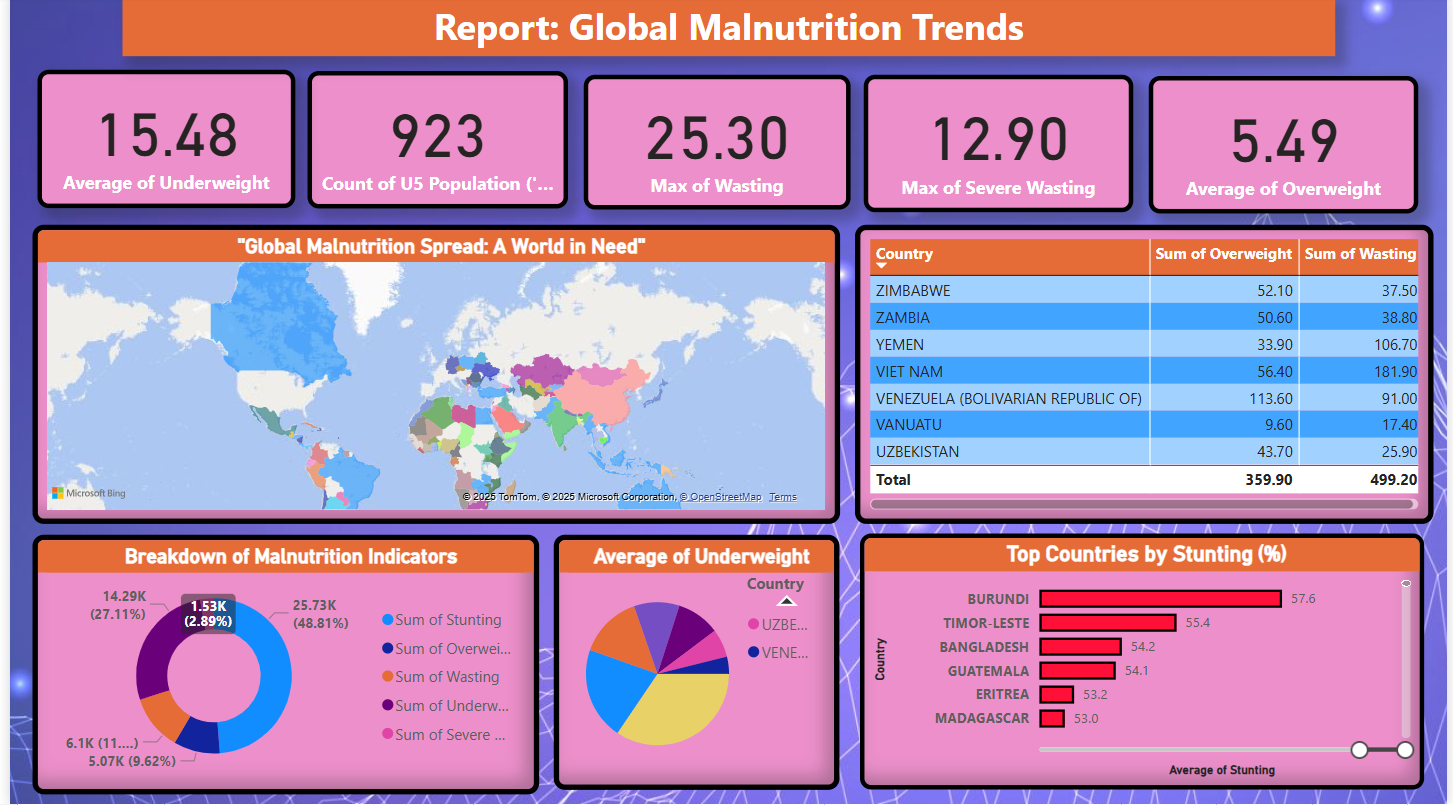 Report: Global Malnutrition Trends
15.48
Average of Underweight
923
Count of U5 Population ('...
25.30
Max of Wasting
12.90
Max of Severe Wasting
5.49
Average of Overweight
"Global Malnutrition Spread: A World in Need"
Microsoft Bing
© 2025 TomTom, © 2025 Microsoft Corporation, © OpenStreetMap Terms
Country Sum of Overweight Sum of Wasting
ZIMBABWE 52.10 37.50
ZAMBIA 50.60 38.80
YEMEN 33.90 106.70
VIET NAM 56.40 181.90
VENEZUELA (BOLIVARIAN REPUBLIC OF) 113.60 91.00
VANUATU 9.60 17.40
UZBEKISTAN 43.70 25.90
Total 359.90 499.20
Breakdown of Malnutrition Indicators
14.29K
(27.11%)
1.53K
(2.89%)
25.73K
(48.81%)
6.1K (11....)
5.07K (9.62%)
Sum of Stunting
Sum of Overwei...
Sum of Wasting
Sum of Underw...
Sum of Severe ...
Average of Underweight
Country
UZBE...
VENE...
Top Countries by Stunting (%)
Country
BURUNDI 57.6
TIMOR-LESTE 55.4
BANGLADESH 54.2
GUATEMALA 54.1
ERITREA 53.2
MADAGASCAR 53.0
Average of Stunting